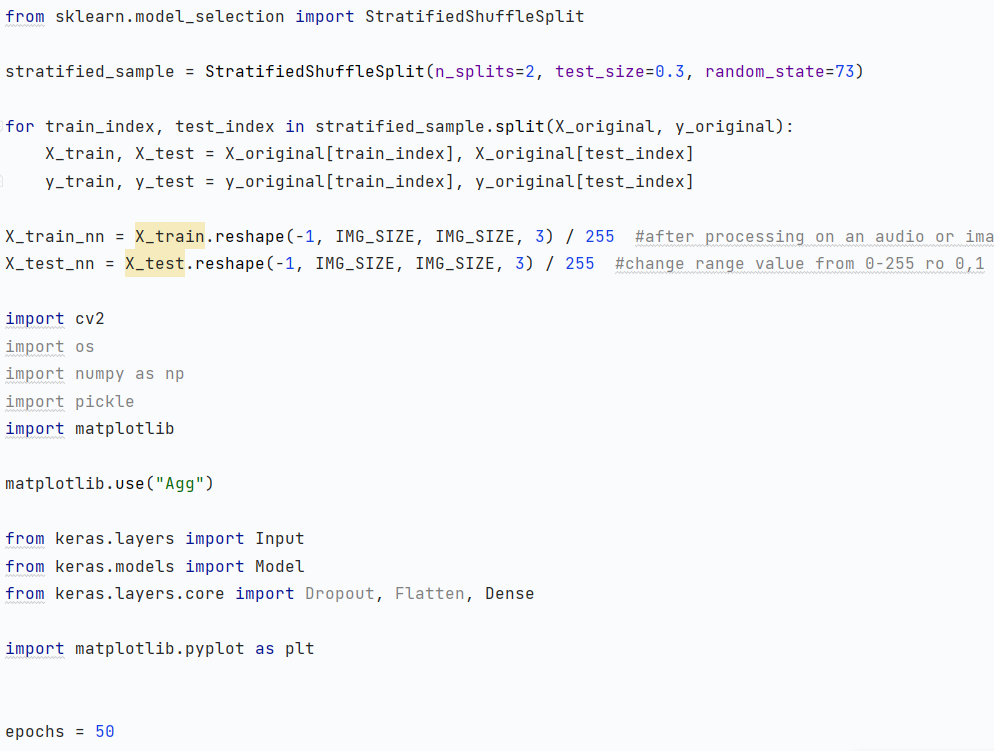 from sklearn.model_selection import StratifiedShuffleSplit
stratified_sample = StratifiedShuffleSplit(n_splits=2, test_size=0.3, random_state=73)
for train_index, test_index in stratified_sample.split(X_original, y_original):
    X_train, X_test = X_original[train_index], X_original[test_index]
    y_train, y_test = y_original[train_index], y_original[test_index]
X_train_nn = X_train.reshape(-1, IMG_SIZE, IMG_SIZE, 3) / 255  #after processing on an audio or ima
X_test_nn = X_test.reshape(-1, IMG_SIZE, IMG_SIZE, 3) / 255  #change range value from 0-255 ro 0,1
import cv2
import os
import numpy as np
import pickle
import matplotlib
matplotlib.use("Agg")
from keras.layers import Input
from keras.models import Model
from keras.layers.core import Dropout, Flatten, Dense
import matplotlib.pyplot as plt
epochs = 50